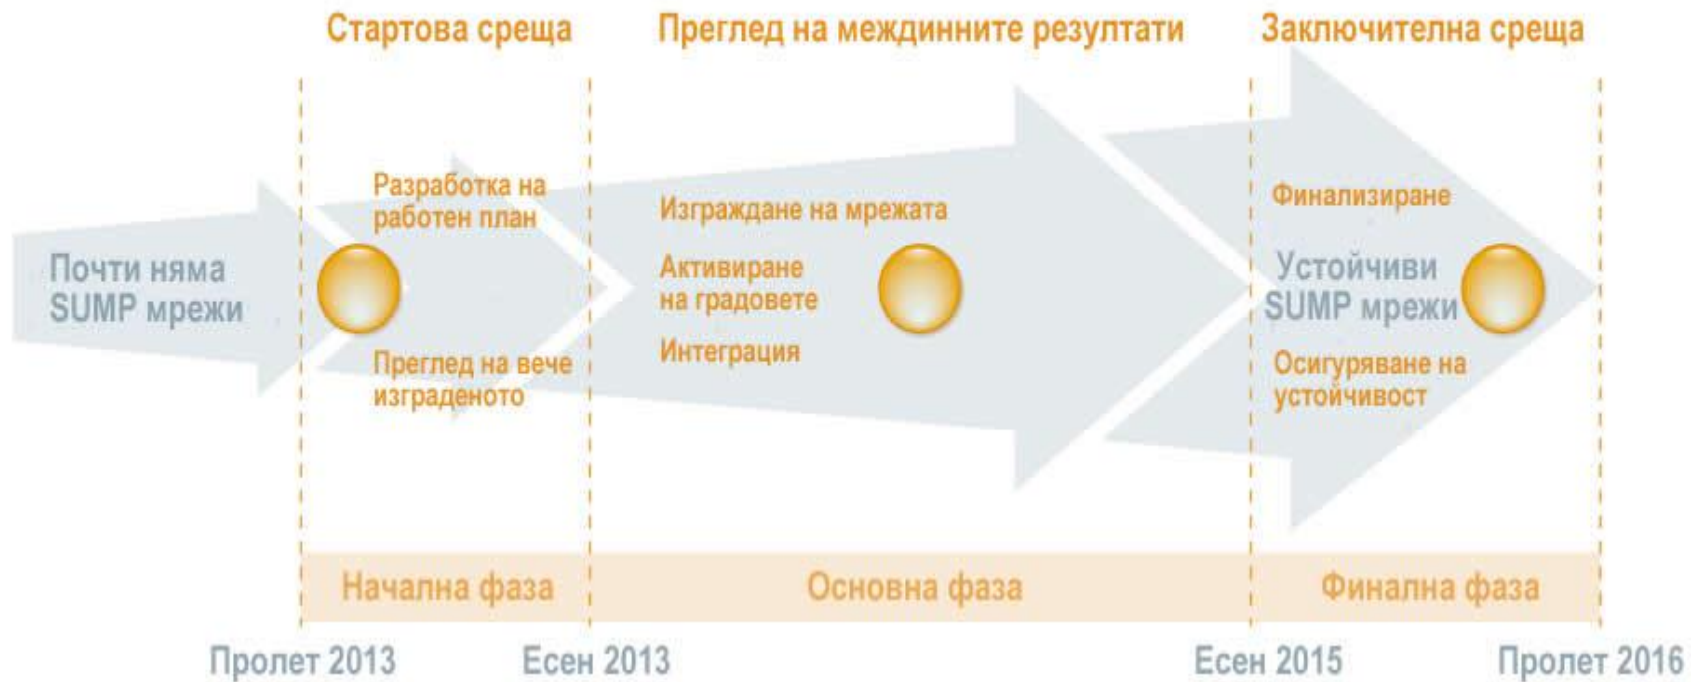 Стартова среща
Преглед на междинните резултати
Заключителна среща
Почти няма
SUMP мрежи
Разработка на
работен план
Преглед на вече
изграденото
Изграждане на мрежата
Активиране
на градовете
Интеграция
Финализиране
Устойчиви
SUMP мрежи
Осигуряване на
устойчивост
Начална фаза
Основна фаза
Финална фаза
Пролет 2013
Есен 2013
Есен 2015
Пролет 2016